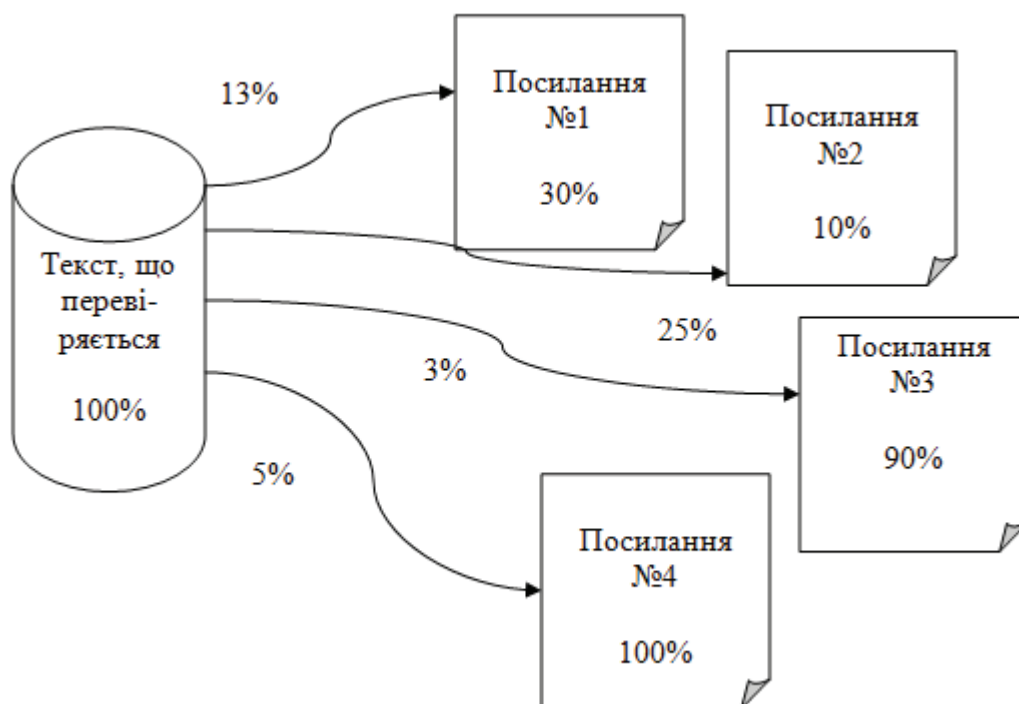 13%
Посилання
№1
30%
Посилання
№2
10%
Текст, що
переві-
ряється
100%
25%
3%
Посилання
№3
90%
5%
Посилання
№4
100%